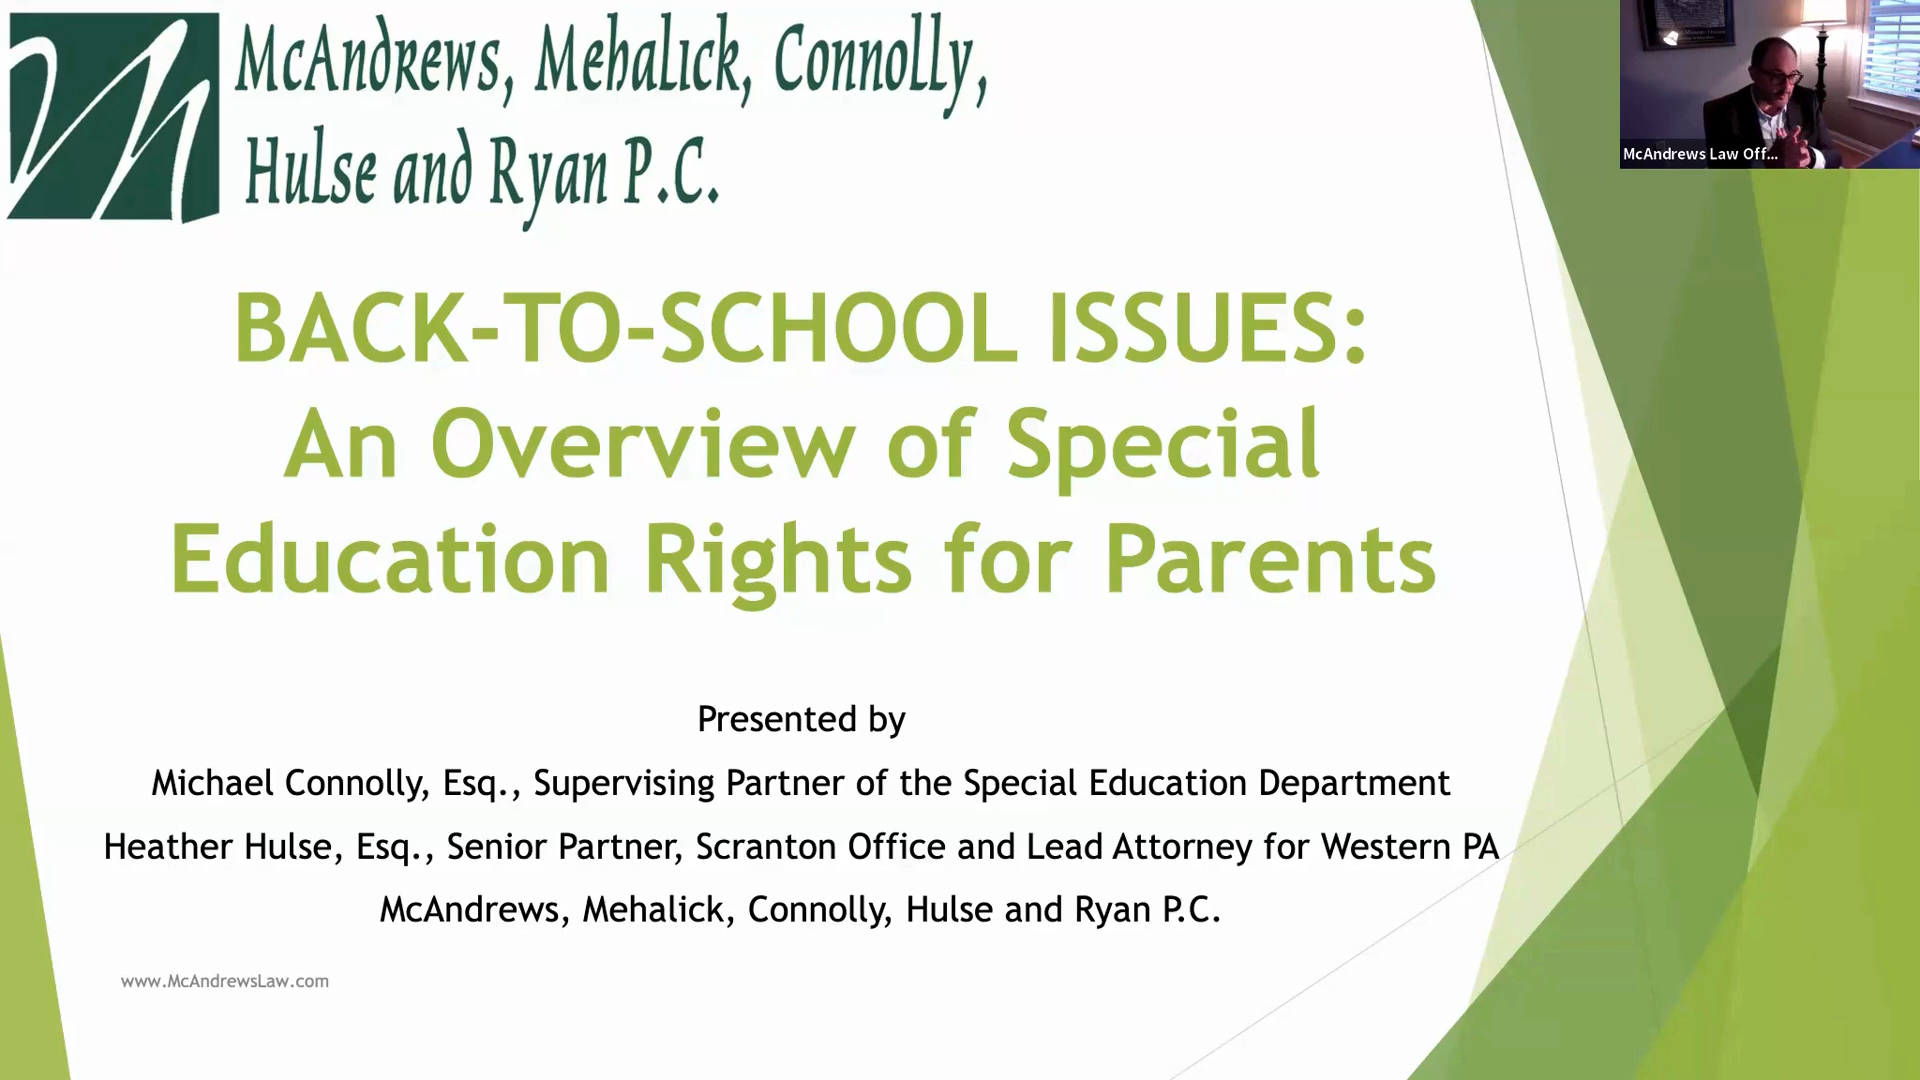 McAndrews, Mehalick, Connolly,
Hulse and Ryan P.C.
McAndrews Law Off...
BACK-TO-SCHOOL ISSUES:
An Overview of Special
Education Rights for Parents
Presented by
Michael Connolly, Esq., Supervising Partner of the Special Education Department
Heather Hulse, Esq., Senior Partner, Scranton Office and Lead Attorney for Western PA
McAndrews, Mehalick, Connolly, Hulse and Ryan P.C.
www.McAndrewsLaw.com